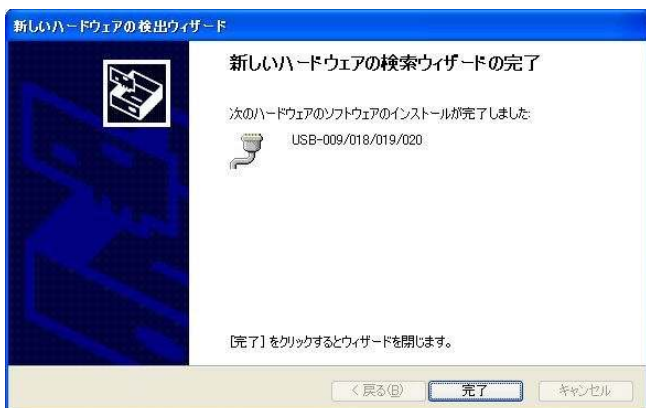 新しいハードウェアの検出ウィザード
新しいハードウェアの検索ウィザードの完了
次のハードウェアのソフトウェアのインストールが完了しました:
USB-009/018/019/020
[完了] をクリックするとウィザードを閉じます。
< 戻る(B)
完了
キャンセル